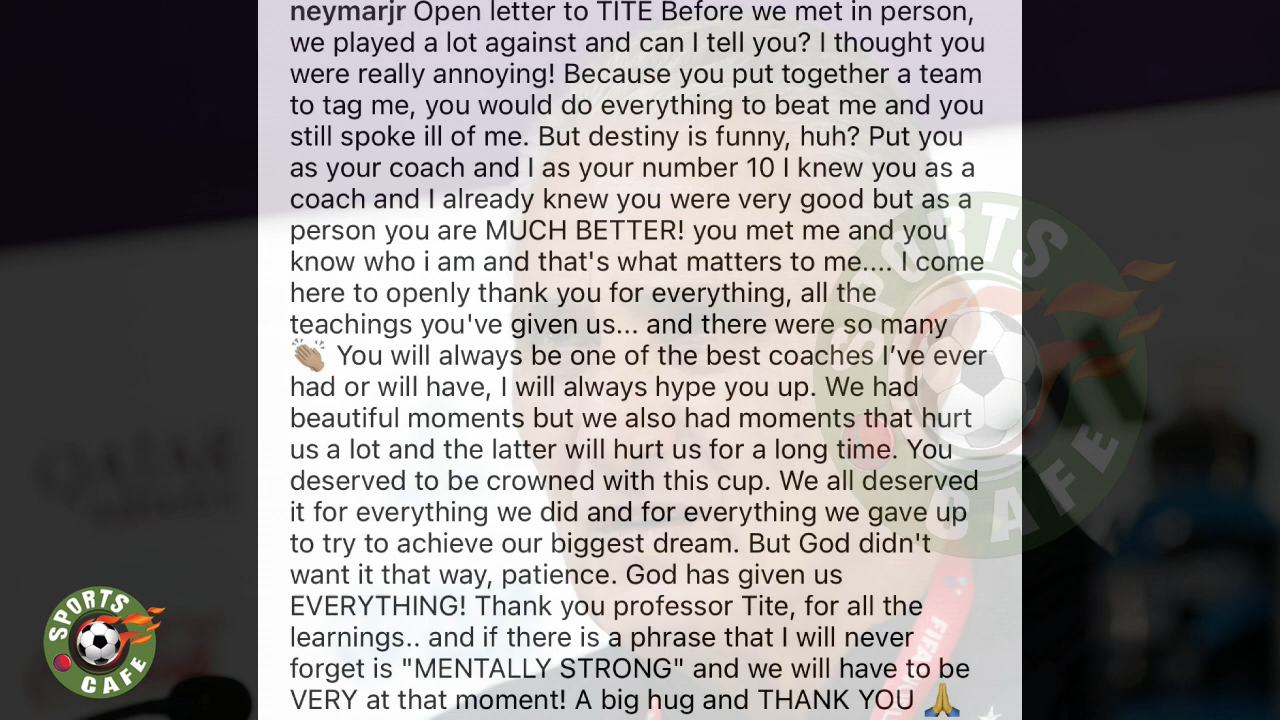 neymarjr Open letter to TITE Before we met in person,
we played a lot against and can I tell you? I thought you
were really annoying! Because you put together a team
to tag me, you would do everything to beat me and you
still spoke ill of me. But destiny is funny, huh? Put you
as your coach and I as your number 10 I knew you as a
coach and I already knew you were very good but as a
person you are MUCH BETTER! you met me and you
know who i am and that's what matters to me.... I come
here to openly thank you for everything, all the
teachings you've given us... and there were so many
👏🏽 You will always be one of the best coaches I’ve ever
had or will have, I will always hype you up. We had
beautiful moments but we also had moments that hurt
us a lot and the latter will hurt us for a long time. You
deserved to be crowned with this cup. We all deserved
it for everything we did and for everything we gave up
to try to achieve our biggest dream. But God didn't
want it that way, patience. God has given us
EVERYTHING! Thank you professor Tite, for all the
learnings.. and if there is a phrase that I will never
forget is "MENTALLY STRONG" and we will have to be
VERY at that moment! A big hug and THANK YOU 🙏
SPORTS
CAFE
SPORTS
CAFE
QATAR
AIRWAYS
FIFA WORL